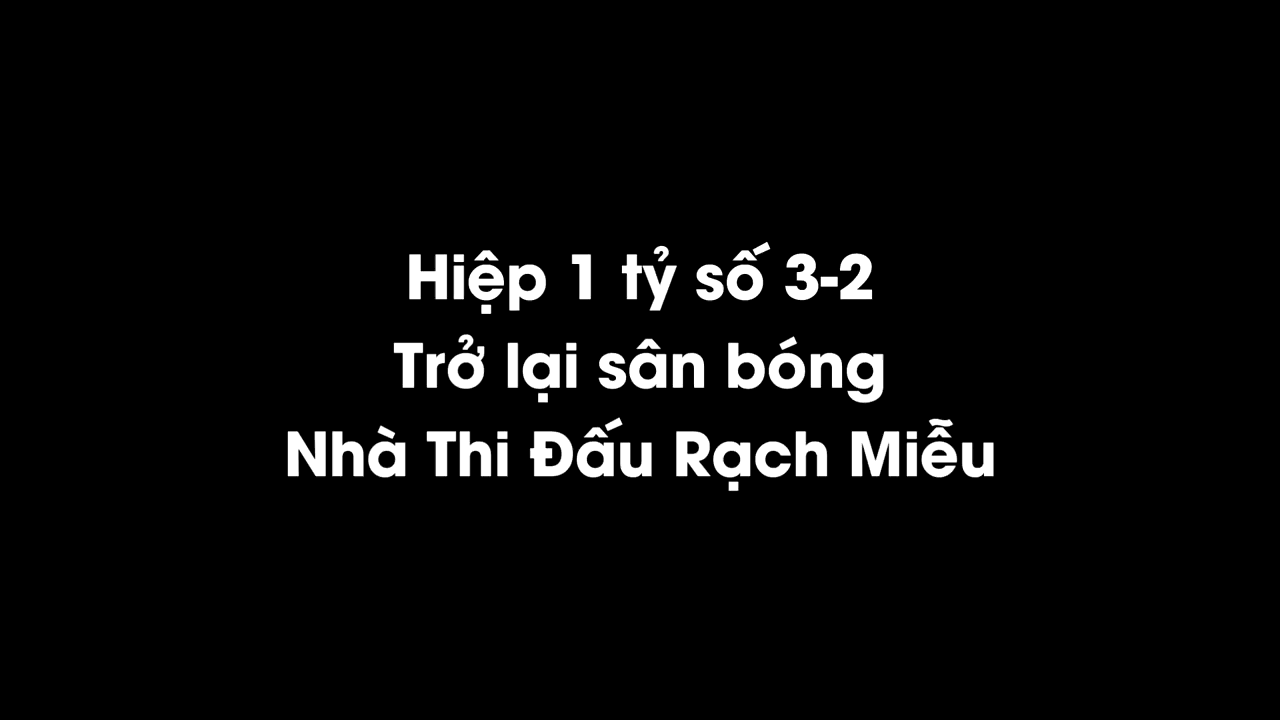 Hiệp 1 tỷ số 3-2
Trở lại sân bóng
Nhà Thi Đấu Rạch Miễu